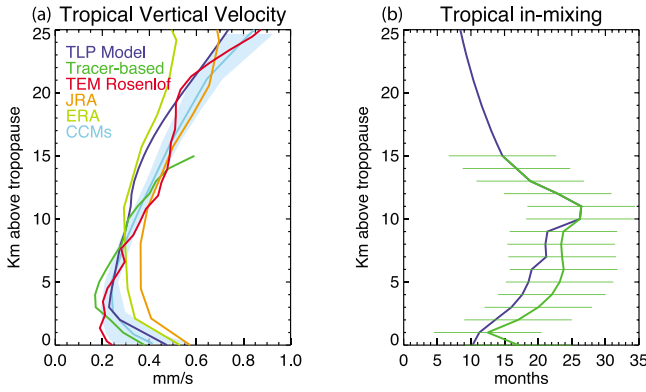 (a) Tropical Vertical Velocity
25
20
15
10
5
0
Km above tropopause
TLP Model
Tracer-based
TEM Rosenlof
JRA
ERA
CCMs
0.0 0.2 0.4 0.6 0.8 1.0
mm/s
(b) Tropical in-mixing
25
20
15
10
5
0
Km above tropopause
0 5 10 15 20 25 30 35
months